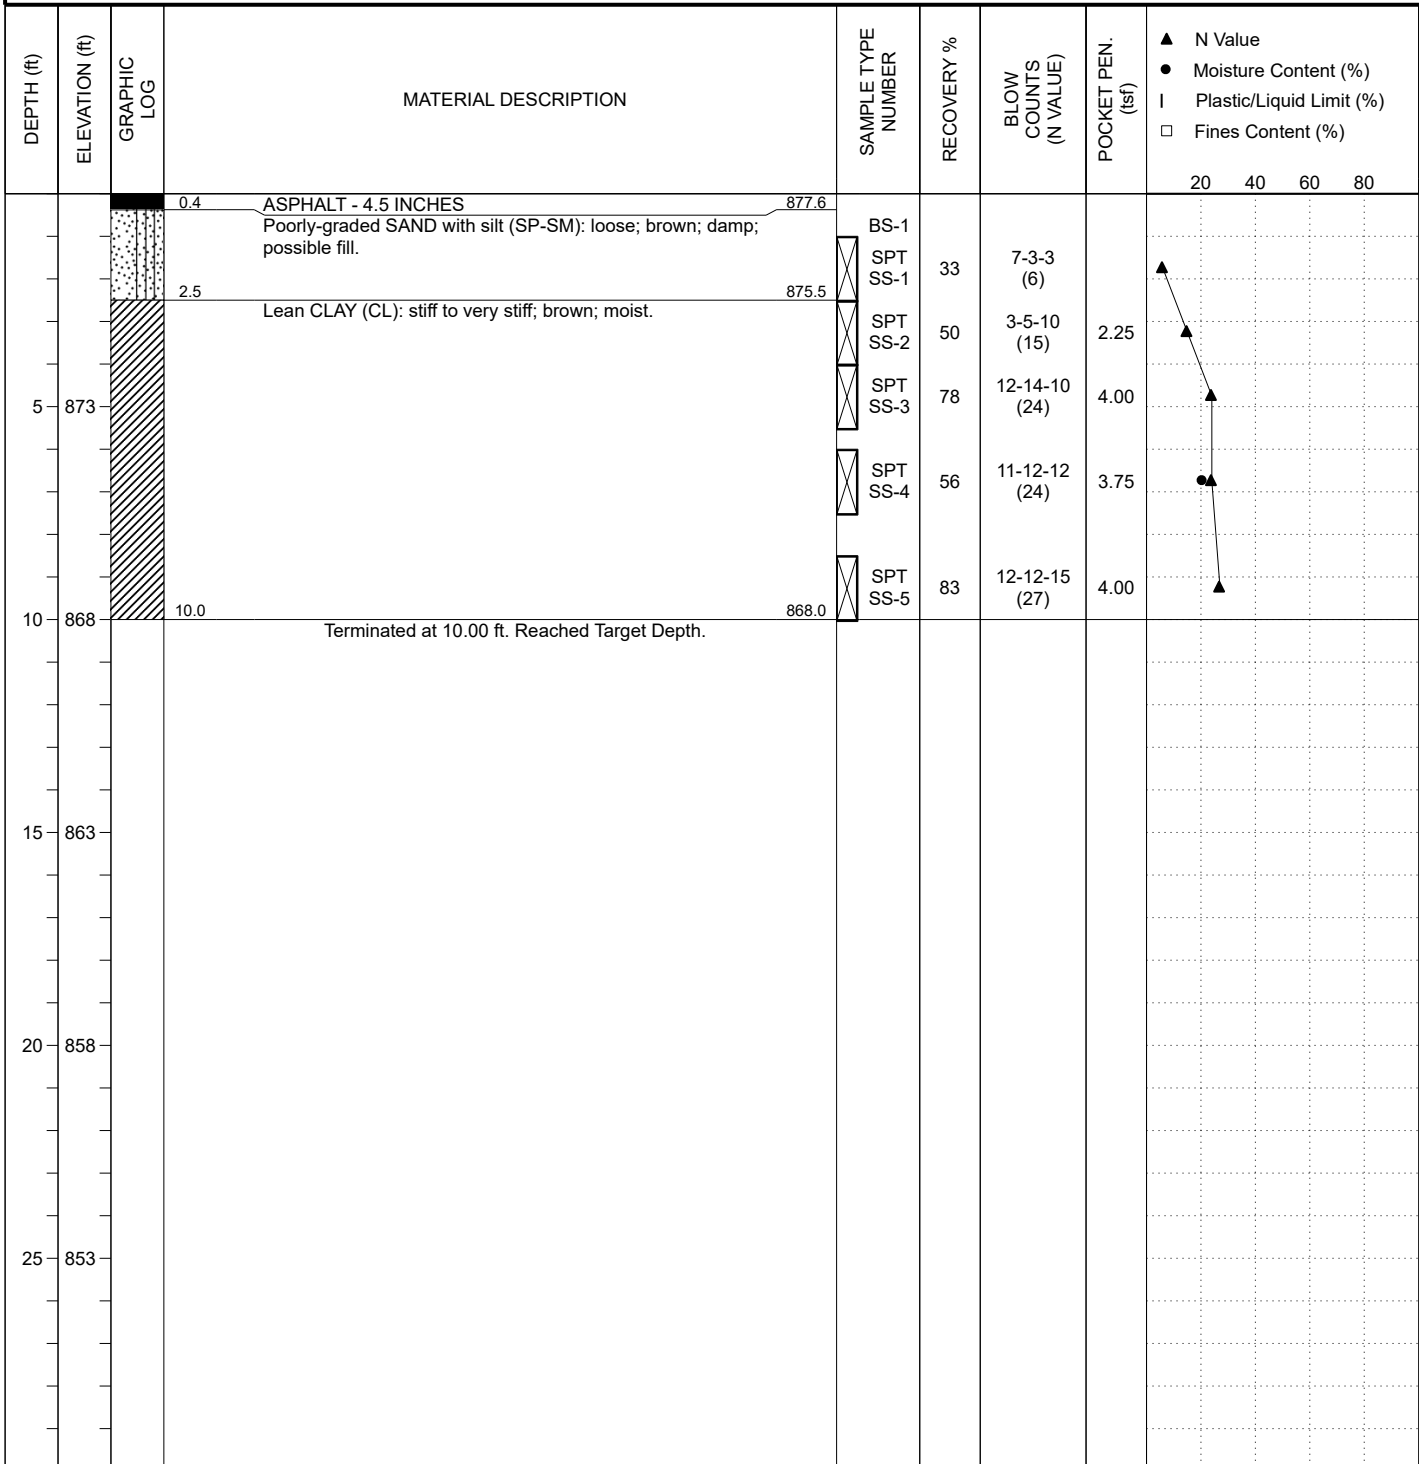 DEPTH (ft)
ELEVATION (ft)
GRAPHIC
LOG
MATERIAL DESCRIPTION
SAMPLE TYPE
NUMBER
RECOVERY %
BLOW
COUNTS
(N VALUE)
POCKET PEN.
(tsf)
N Value
Moisture Content (%)
Plastic/Liquid Limit (%)
Fines Content (%)
20 40 60 80
0.4 ASPHALT - 4.5 INCHES 877.6
Poorly-graded SAND with silt (SP-SM): loose; brown; damp;
possible fill.
BS-1
SPT
SS-1
33
7-3-3
(6)
2.5 875.5
Lean CLAY (CL): stiff to very stiff; brown; moist.
SPT
SS-2
50
3-5-10
(15)
2.25
5 873
SPT
SS-3
78
12-14-10
(24)
4.00
SPT
SS-4
56
11-12-12
(24)
3.75
SPT
SS-5
83
12-12-15
(27)
4.00
10.0 868.0
10 868
Terminated at 10.00 ft. Reached Target Depth.
15 863
20 858
25 853